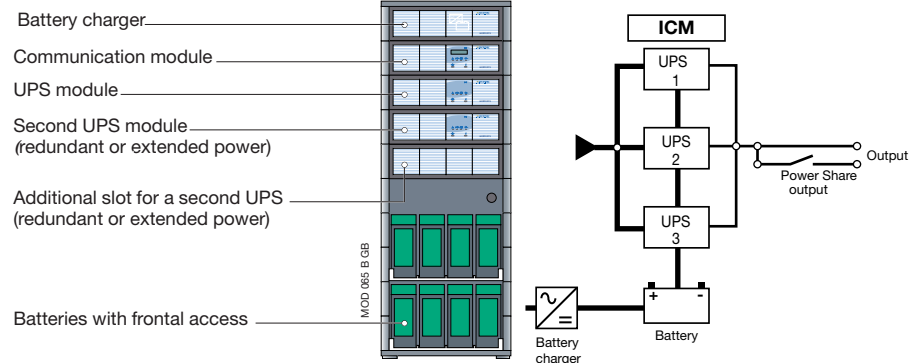 Battery charger
Communication module
UPS module
Second UPS module
(redundant or extended power)
Additional slot for a second UPS
(redundant or extended power)
Batteries with frontal access
MOD 065 B GB
ICM
UPS
1
UPS
2
UPS
3
Output
Power Share
output
+ -
Battery
Battery
charger